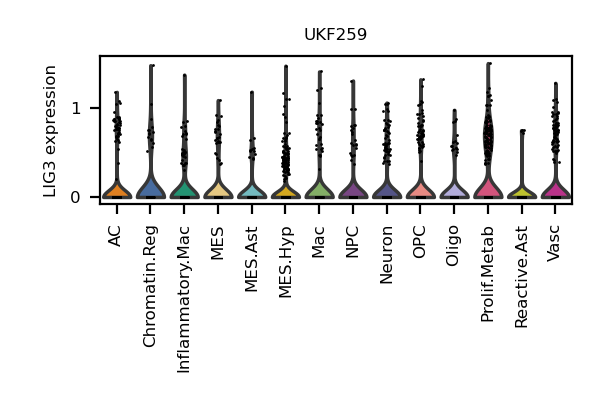 UKF259
LIG3 expression
1
0
AC
Chromatin.Reg
Inflammatory.Mac
MES
MES.Ast
MES.Hyp
Mac
NPC
Neuron
OPC
Oligo
Prolif.Metab
Reactive.Ast
Vasc